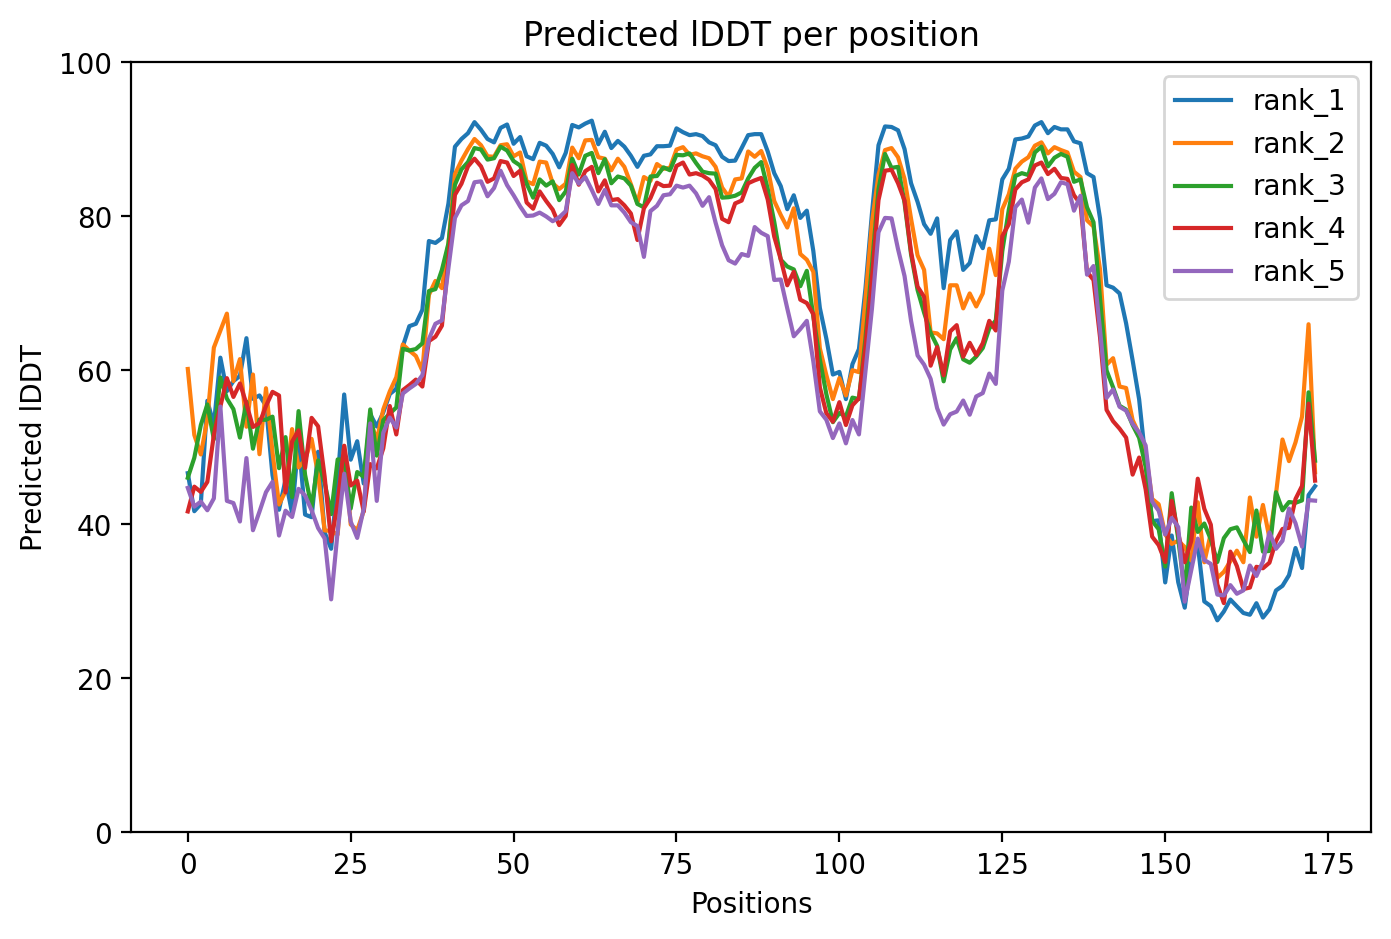 Predicted lDDT per position
100
80
60
40
20
0
Predicted lDDT
rank_1
rank_2
rank_3
rank_4
rank_5
0 25 50 75 100 125 150 175
Positions